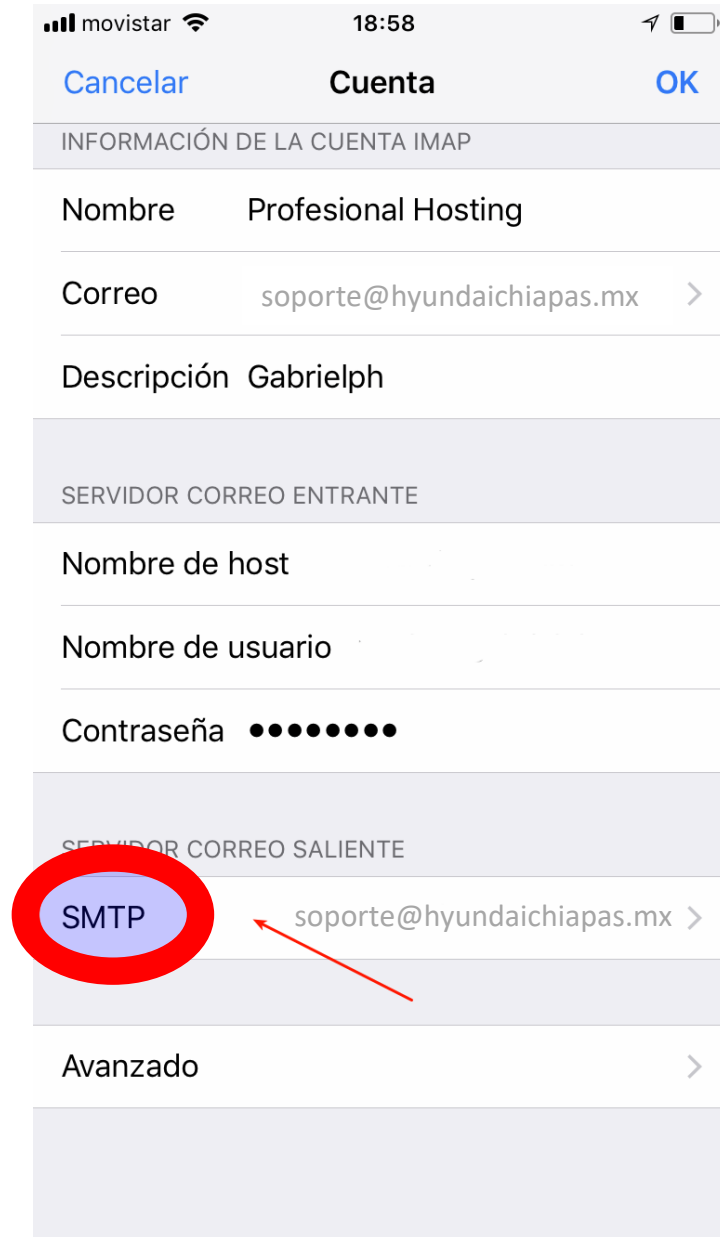 movistar 18:58
Cancelar Cuenta OK
INFORMACIÓN DE LA CUENTA IMAP
Nombre Profesional Hosting
Correo soporte@hyundaichiapas.mx
Descripción Gabrielph
SERVIDOR CORREO ENTRANTE
Nombre de host
Nombre de usuario
Contraseña ●●●●●●●●
SERVIDOR CORREO SALIENTE
SMTP soporte@hyundaichiapas.mx
Avanzado